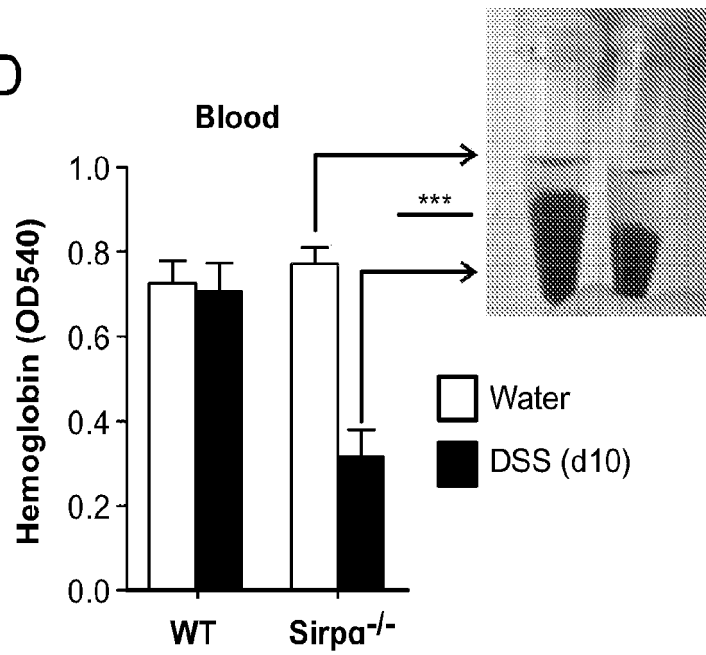 D
Blood
***
1.0
0.8
0.6
0.4
0.2
0.0
Hemoglobin (OD540)
Water
DSS (d10)
WT
Sirpα-/-